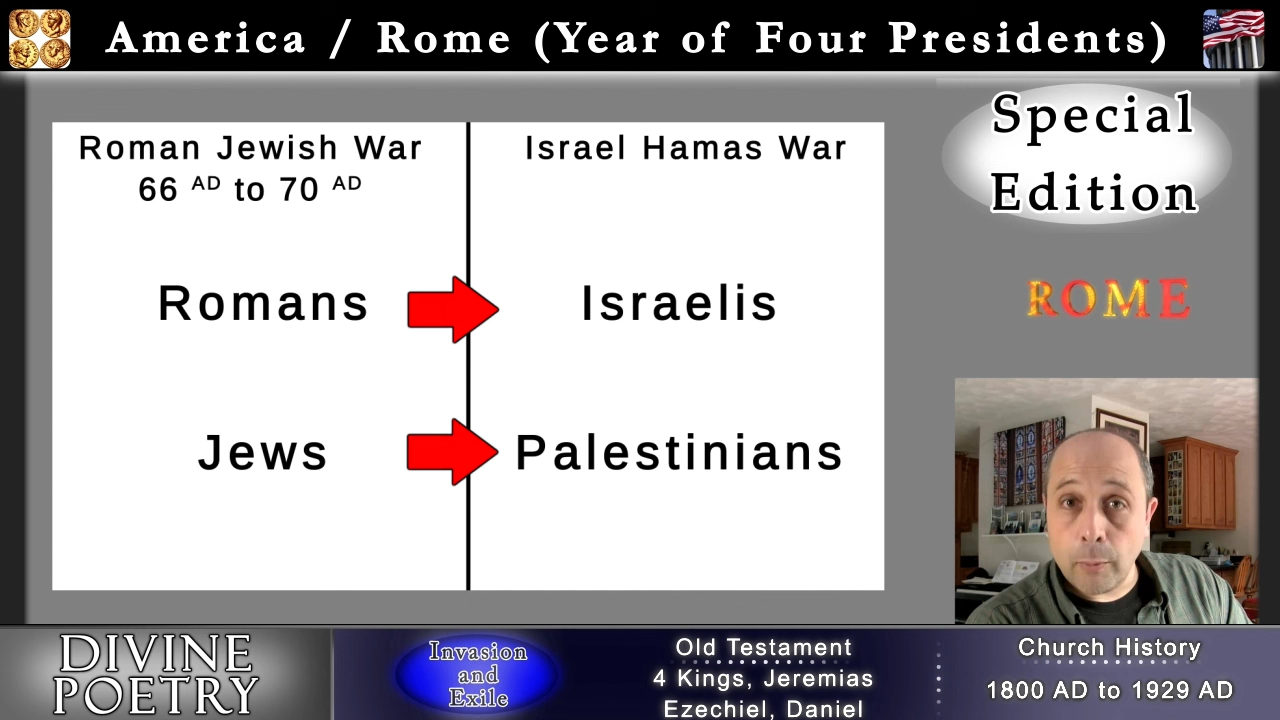 America / Rome (Year of Four Presidents)
Special
Edition
Roman Jewish War
66 AD to 70 AD
Israel Hamas War
Romans
Israelis
Jews
Palestinians
ROME
DIVINE
POETRY
Invasion
and
Exile
Old Testament
4 Kings, Jeremias
Ezechiel, Daniel
Church History
1800 AD to 1929 AD